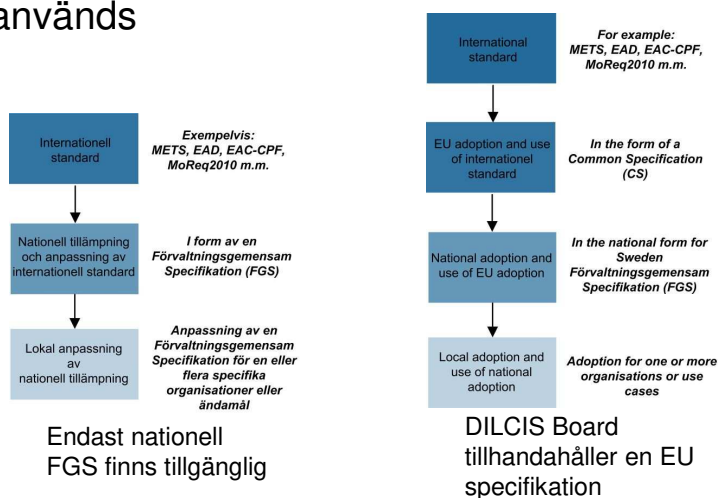 används
Internationell
standard
Exempelvis:
METS, EAD, EAC-CPF,
MoReq2010 m.m.
Nationell tillämpning
och anpassning av
internationell standard
I form av en
Förvaltningsgemensam
Specifikation (FGS)
Lokal anpassning
av
nationell tillämpning
Anpassning av en
Förvaltningsgemensam
Specifikation för en eller
flera specifika
organisationer eller
ändamål
Endast nationell
FGS finns tillgänglig
International
standard
For example:
METS, EAD, EAC-CPF,
MoReq2010 m.m.
EU adoption and use
of internationel
standard
In the form of a
Common Specification
(CS)
National adoption and
use of EU adoption
In the national form for
Sweden
Förvaltningsgemensam
Specifikation (FGS)
Local adoption and
use of national
adoption
Adoption for one or more
organisations or use
cases
DILCIS Board
tillhandahåller en EU
specifikation